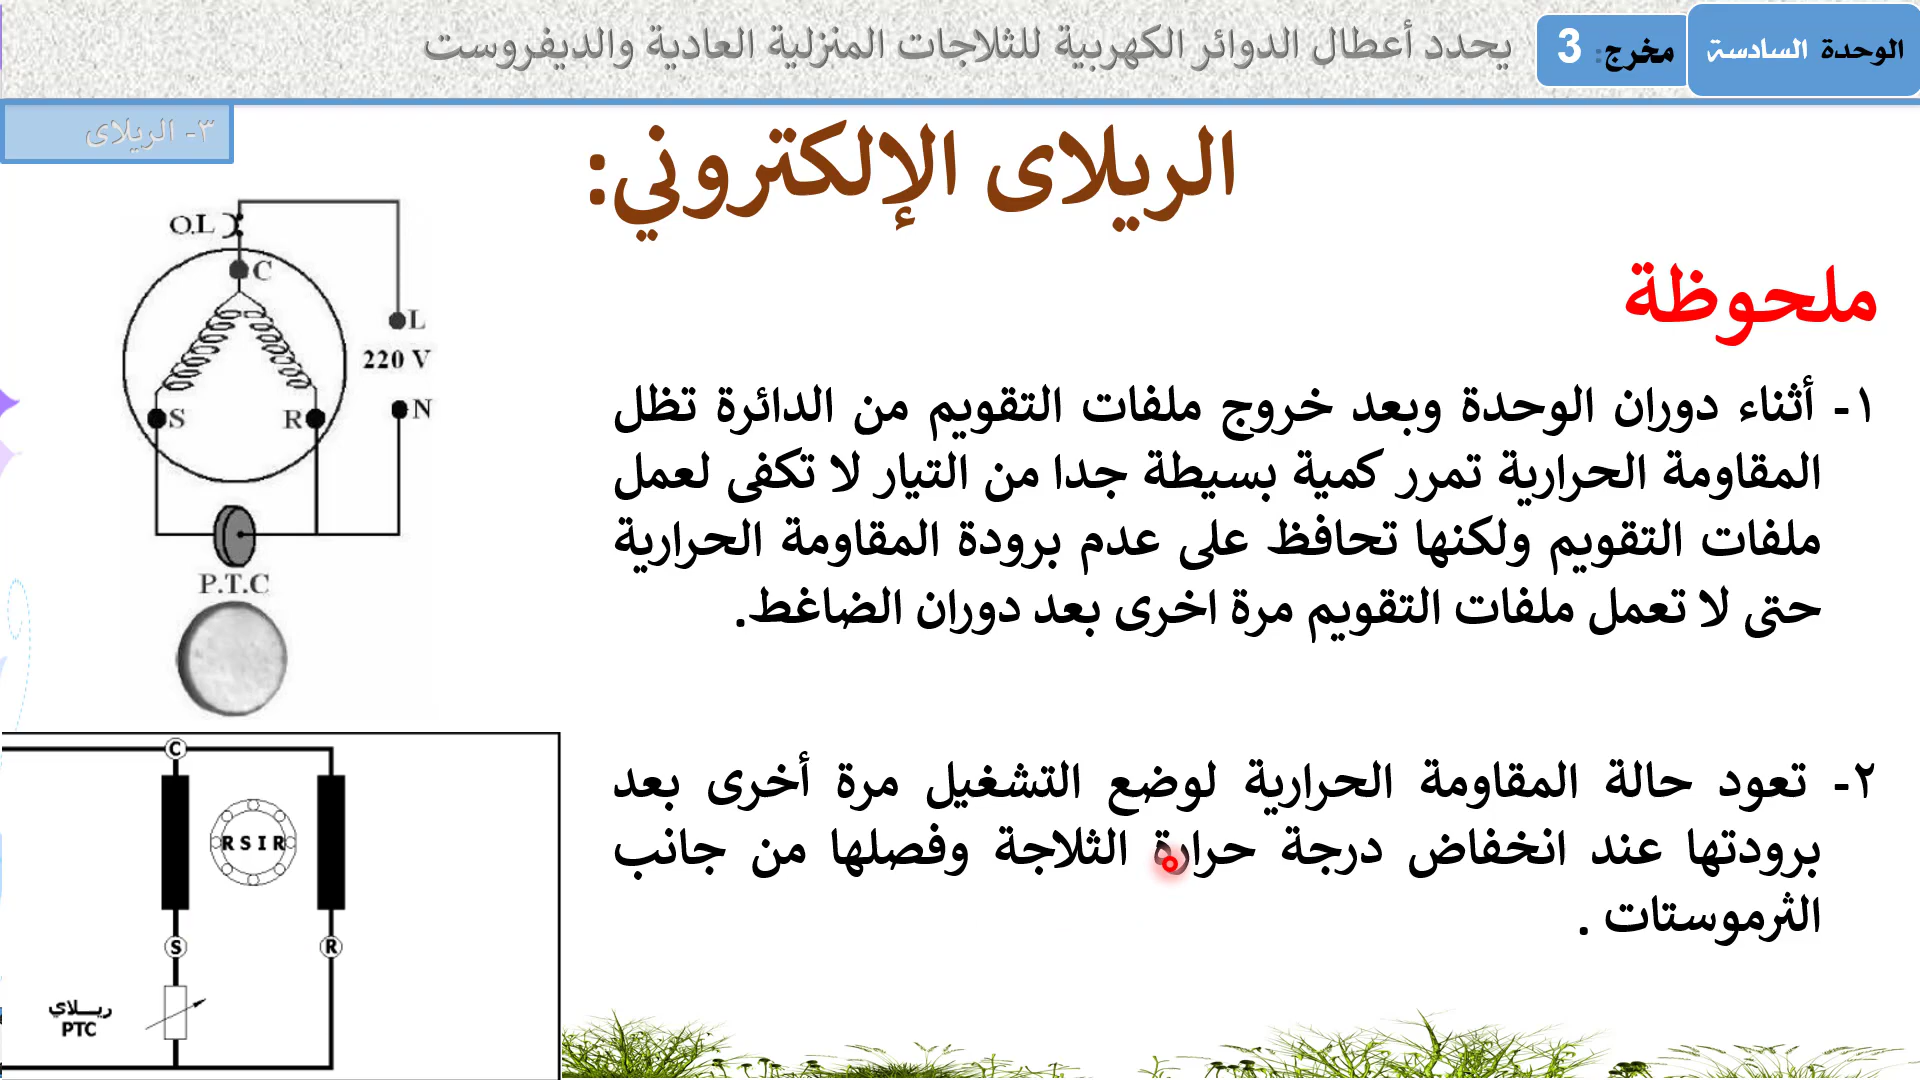 الوحدة السادسة
مخرج: 3
يحدد أعطال الدوائر الكهربية للثلاجات المنزلية العادية والديفروست
٣- الريلاى
الريلاى الإلكتروني:
ملحوظة
١- أثناء دوران الوحدة وبعد خروج ملفات التقويم من الدائرة تظل
المقاومة الحرارية تمرر كمية بسيطة جدا من التيار لا تكفى لعمل
ملفات التقويم ولكنها تحافظ على عدم برودة المقاومة الحرارية
حتى لا تعمل ملفات التقويم مرة اخرى بعد دوران الضاغط.
٢- تعود حالة المقاومة الحرارية لوضع التشغيل مرة أخرى بعد
برودتها عند انخفاض درجة حرارة الثلاجة وفصلها من جانب
الثرموستات .
O.L
C
L
220 V
N
S
R
P.T.C
C
RSIR
S
R
ريـلاي
PTC